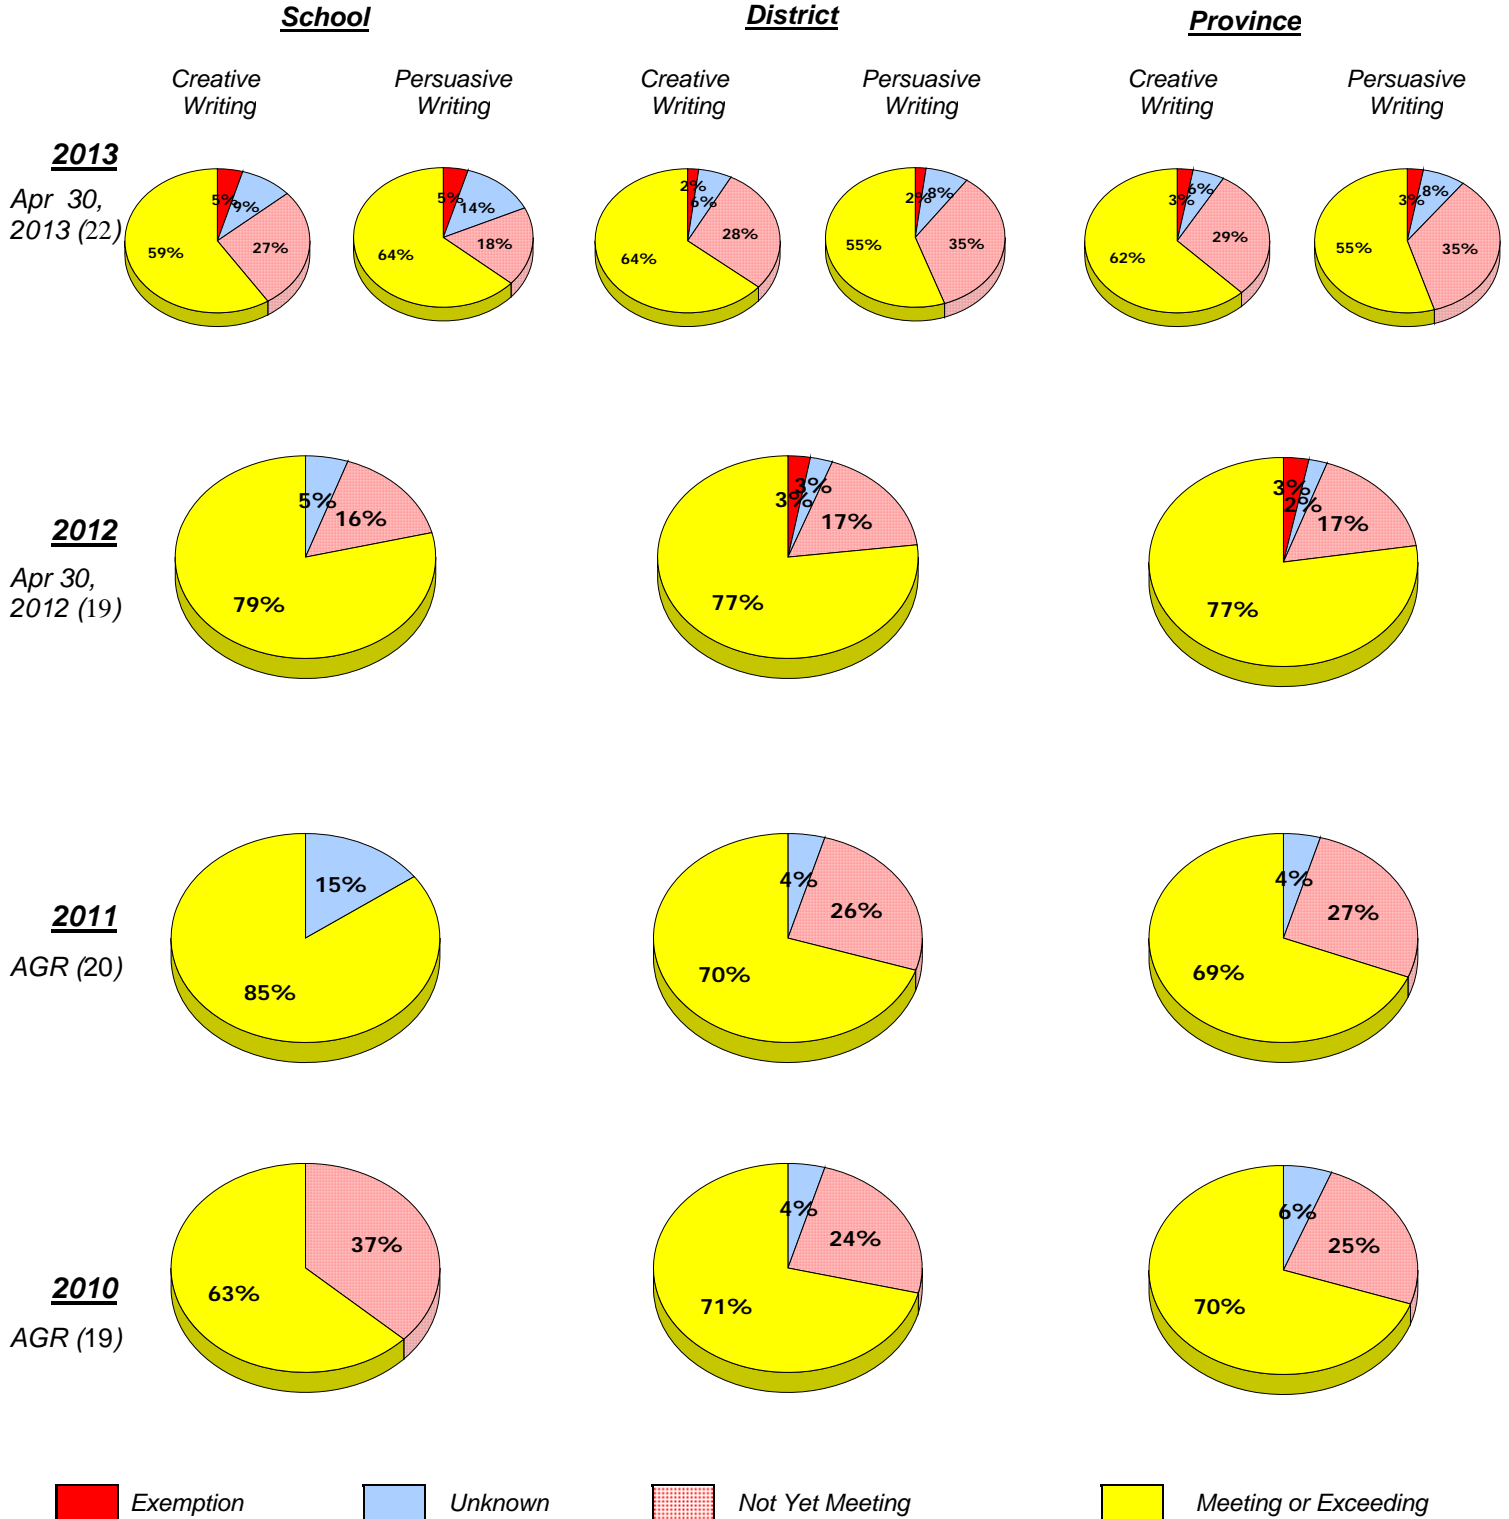 School
District
Province
Creative
Writing
Persuasive
Writing
Creative
Writing
Persuasive
Writing
Creative
Writing
Persuasive
Writing
2013
Apr 30,
2013 (22)
5%
9%
27%
59%
5%
14%
18%
64%
2%
6%
28%
64%
2%
8%
35%
55%
3%
6%
29%
62%
3%
8%
35%
55%
2012
Apr 30,
2012 (19)
5%
16%
79%
3%
3%
17%
77%
3%
2%
17%
77%
2011
AGR (20)
15%
85%
4%
26%
70%
4%
27%
69%
2010
AGR (19)
37%
63%
4%
24%
71%
6%
25%
70%
Exemption
Unknown
Not Yet Meeting
Meeting or Exceeding